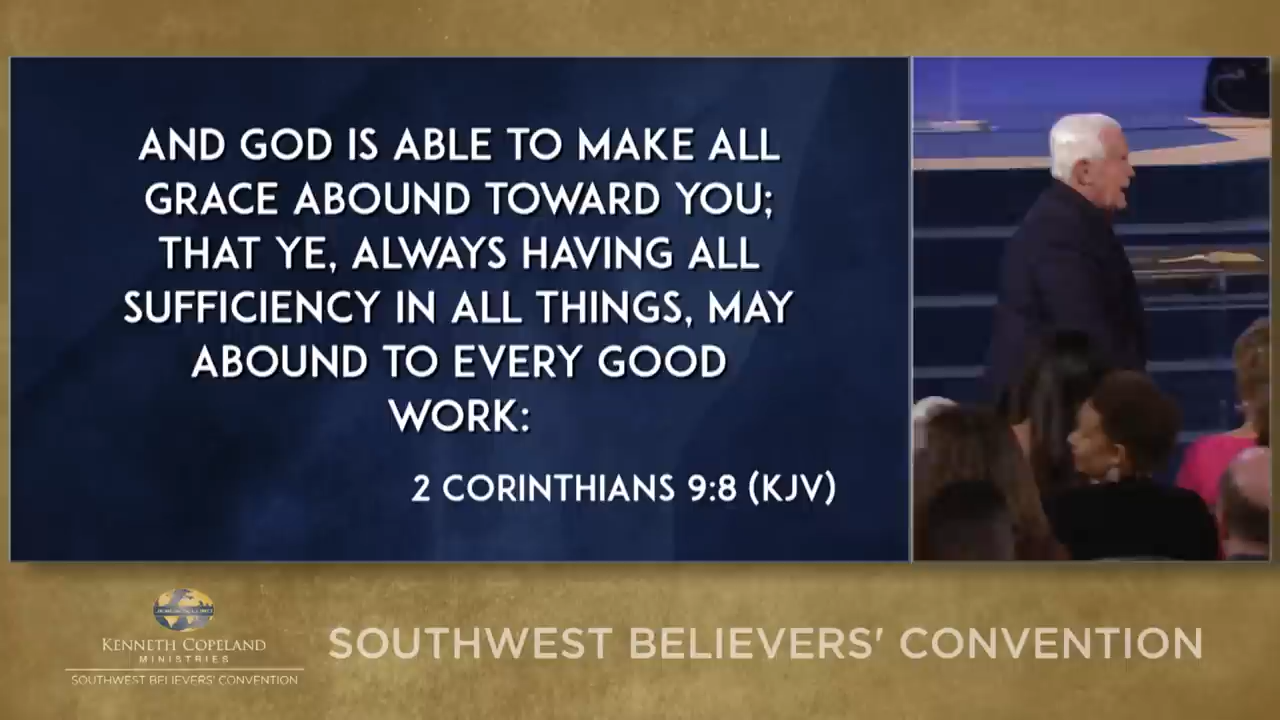 AND GOD IS ABLE TO MAKE ALL
GRACE ABOUND TOWARD YOU;
THAT YE, ALWAYS HAVING ALL
SUFFICIENCY IN ALL THINGS, MAY
ABOUND TO EVERY GOOD
WORK:
2 CORINTHIANS 9:8 (KJV)
KENNETH COPELAND
MINISTRIES
SOUTHWEST BELIEVERS' CONVENTION
SOUTHWEST BELIEVERS' CONVENTION